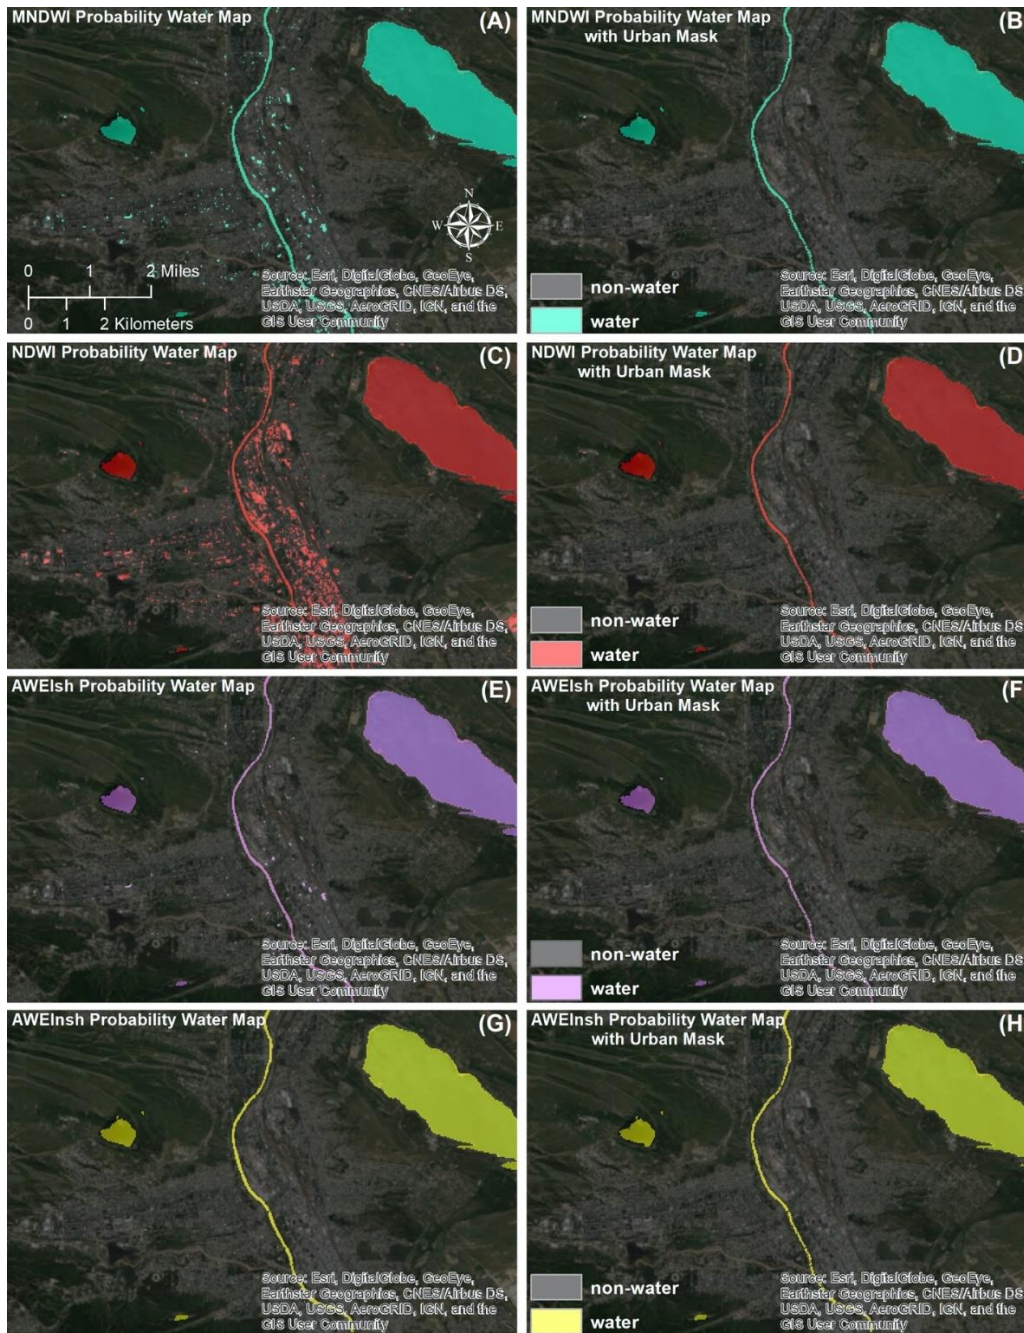 MNDWI Probability Water Map
(A)
N
W
E
S
0 1 2 Miles
0 1 2 Kilometers
Source: Esri, DigitalGlobe, GeoEye,
Earthstar Geographics, CNES/Airbus DS,
USDA, USGS, AeroGRID, IGN, and the
GIS User Community
MNDWI Probability Water Map
with Urban Mask
(B)
non-water
water
Source: Esri, DigitalGlobe, GeoEye,
Earthstar Geographics, CNES/Airbus DS,
USDA, USGS, AeroGRID, IGN, and the
GIS User Community
NDWI Probability Water Map
(C)
Source: Esri, DigitalGlobe, GeoEye,
Earthstar Geographics, CNES/Airbus DS,
USDA, USGS, AeroGRID, IGN, and the
GIS User Community
NDWI Probability Water Map
with Urban Mask
(D)
non-water
water
Source: Esri, DigitalGlobe, GeoEye,
Earthstar Geographics, CNES/Airbus DS,
USDA, USGS, AeroGRID, IGN, and the
GIS User Community
AWEIsh Probability Water Map
(E)
Source: Esri, DigitalGlobe, GeoEye,
Earthstar Geographics, CNES/Airbus DS,
USDA, USGS, AeroGRID, IGN, and the
GIS User Community
AWEIsh Probability Water Map
with Urban Mask
(F)
non-water
water
Source: Esri, DigitalGlobe, GeoEye,
Earthstar Geographics, CNES/Airbus DS,
USDA, USGS, AeroGRID, IGN, and the
GIS User Community
AWEInsh Probability Water Map
(G)
Source: Esri, DigitalGlobe, GeoEye,
Earthstar Geographics, CNES/Airbus DS,
USDA, USGS, AeroGRID, IGN, and the
GIS User Community
AWEInsh Probability Water Map
with Urban Mask
(H)
non-water
water
Source: Esri, DigitalGlobe, GeoEye,
Earthstar Geographics, CNES/Airbus DS,
USDA, USGS, AeroGRID, IGN, and the
GIS User Community